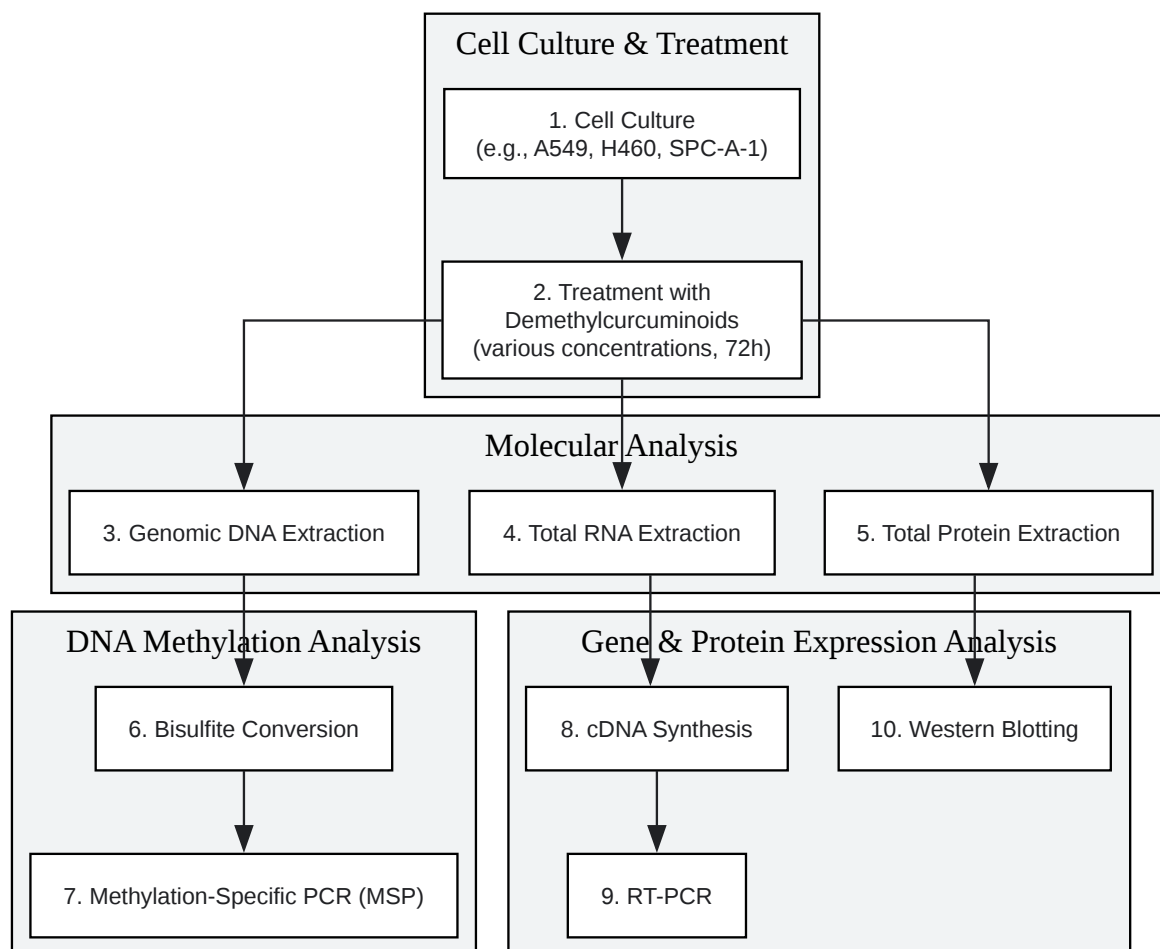 Cell Culture & Treatment
1. Cell Culture
(e.g., A549, H460, SPC-A-1)
2. Treatment with
Demethylcurcuminoids
(various concentrations, 72h)
Molecular Analysis
3. Genomic DNA Extraction
4. Total RNA Extraction
5. Total Protein Extraction
DNA Methylation Analysis
6. Bisulfite Conversion
7. Methylation-Specific PCR (MSP)
Gene & Protein Expression Analysis
8. cDNA Synthesis
10. Western Blotting
9. RT-PCR